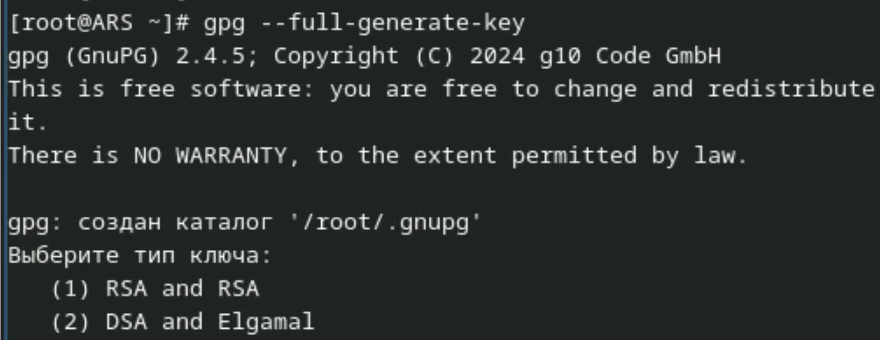 [root@ARS ~]# gpg --full-generate-key
gpg (GnuPG) 2.4.5; Copyright (C) 2024 g10 Code GmbH
This is free software: you are free to change and redistribute
it.
There is NO WARRANTY, to the extent permitted by law.
gpg: создан каталог '/root/.gnupg'
Выберите тип ключа:
(1) RSA and RSA
(2) DSA and Elgamal